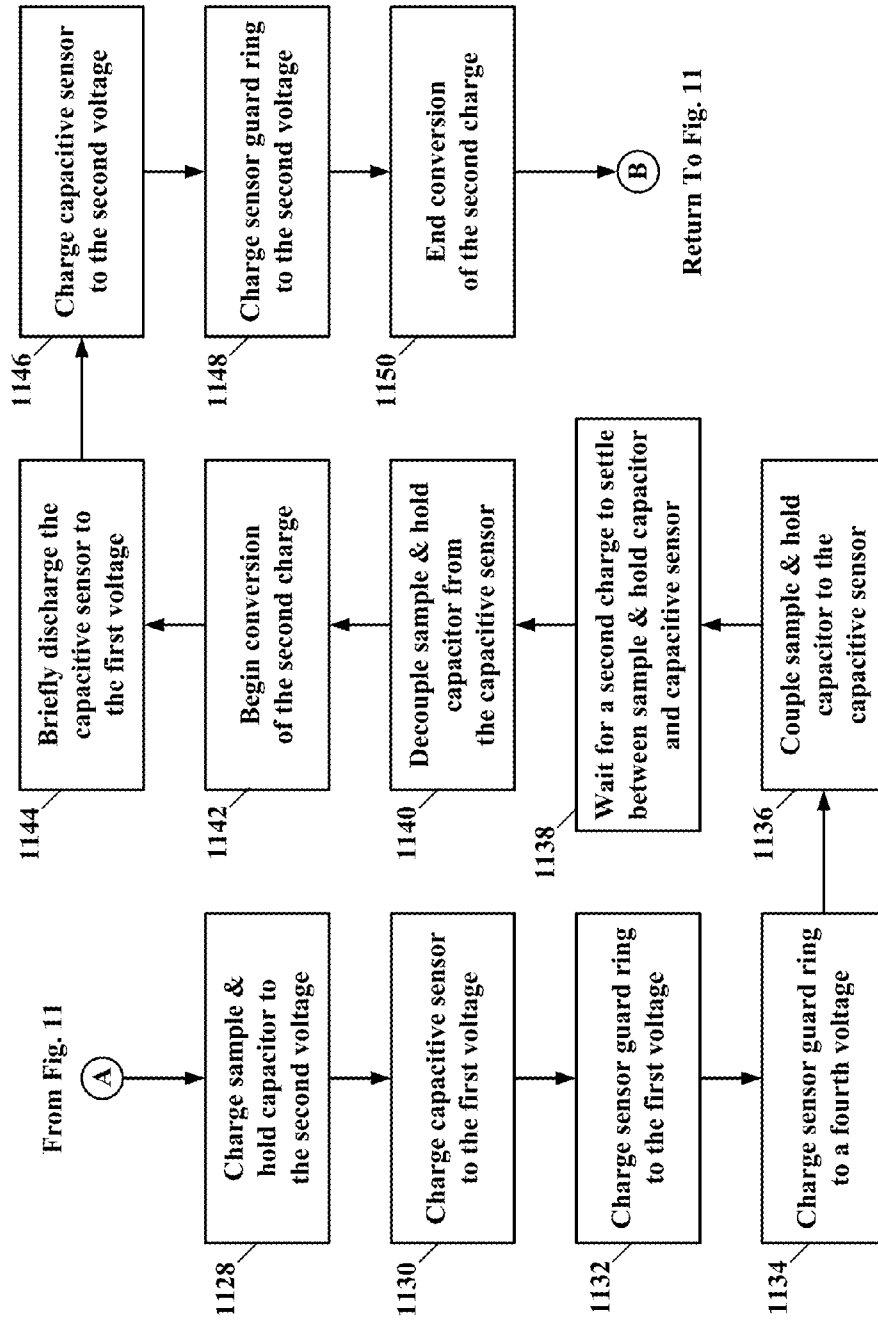 From Fig. 11
A
Charge sample &
hold capacitor to
the second voltage
1128
Charge capacitive sensor
to the first voltage
1130
Charge sensor guard ring
to the first voltage
1132
Charge sensor guard ring
to a fourth voltage
1134
Couple sample & hold
capacitor to the
capacitive sensor
1136
Wait for a second charge to settle
between sample & hold capacitor
and capacitive sensor
1138
Decouple sample & hold
capacitor from
the capacitive sensor
1140
Begin conversion
of the second charge
1142
Briefly discharge the
capacitive sensor to
the first voltage
1144
Charge capacitive sensor
to the second voltage
1146
Charge sensor guard ring
to the second voltage
1148
End conversion
of the second charge
1150
B
Return To Fig. 11